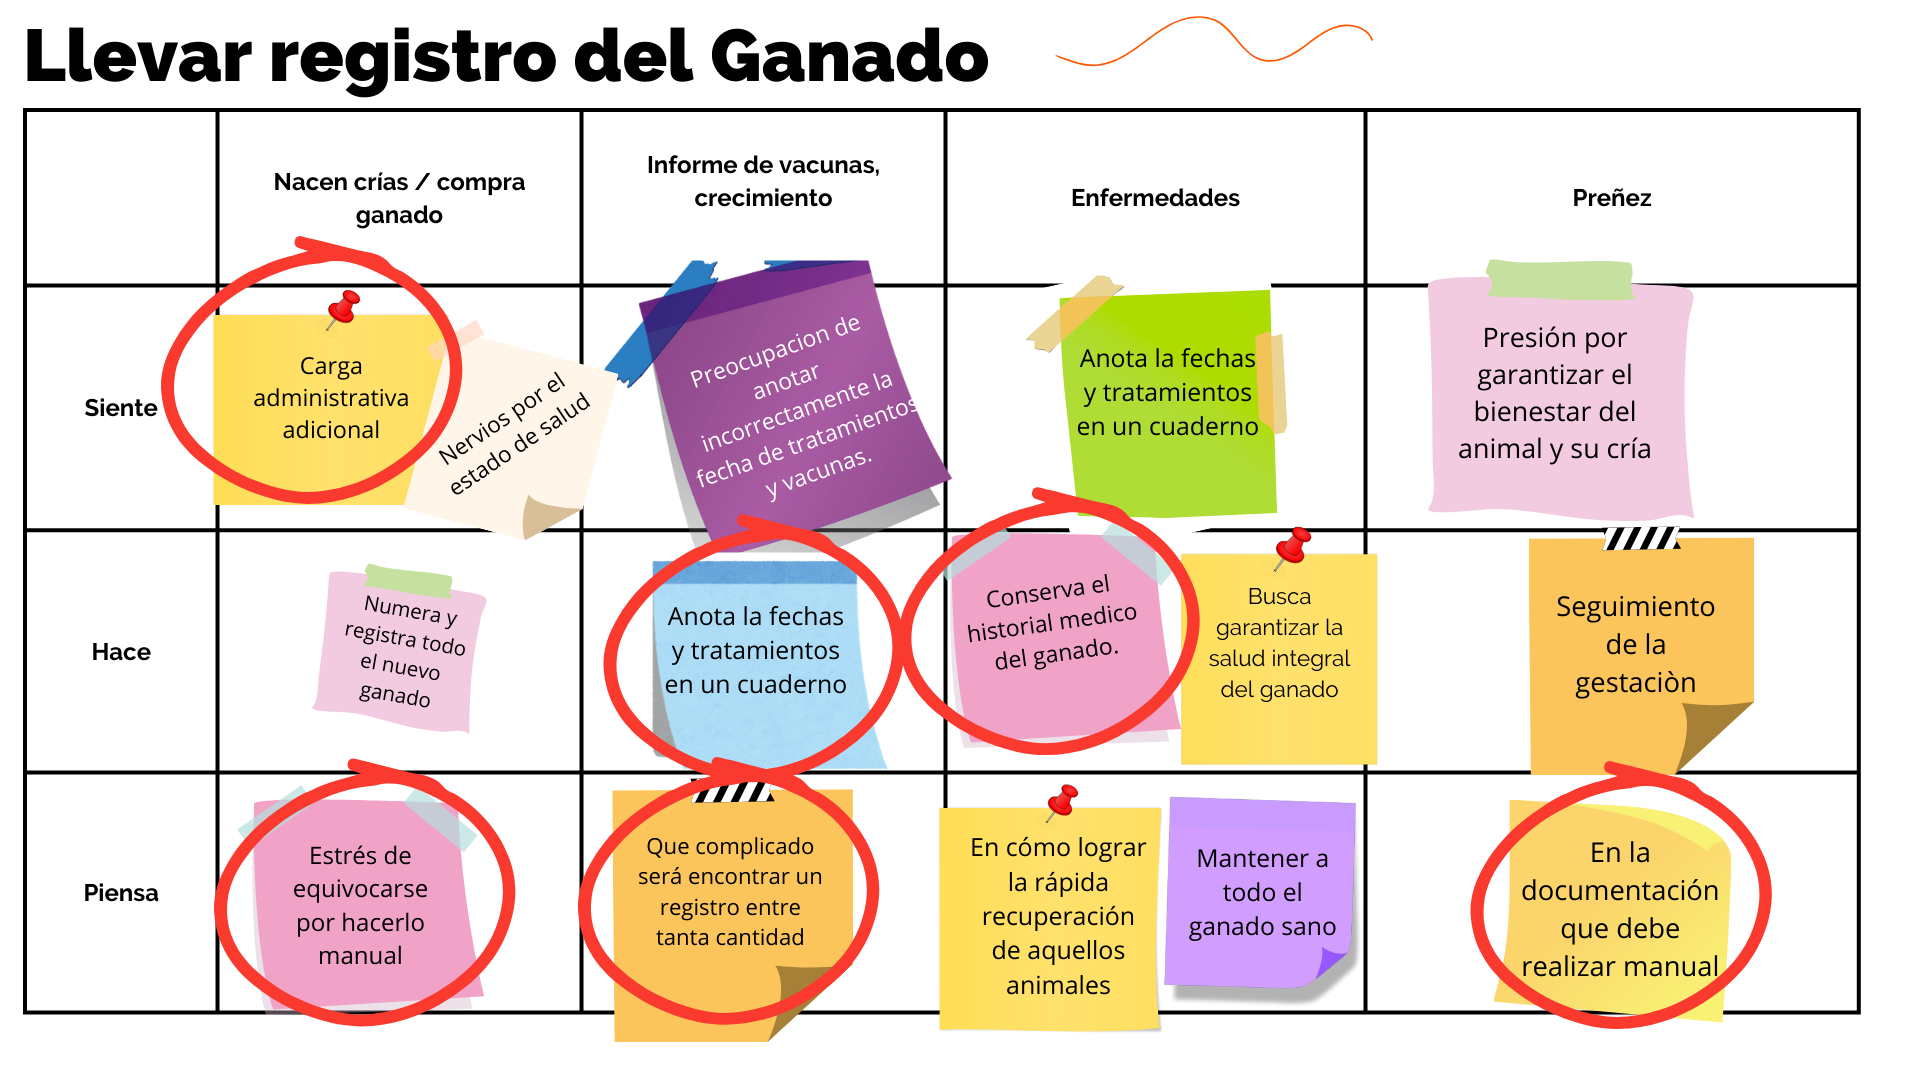 Llevar registro del Ganado
Nacen crías / compra
ganado
Informe de vacunas,
crecimiento
Enfermedades
Preñez
Siente
Carga
administrativa
adicional
Nervios por el
estado de salud
Preocupacion de
anotar
incorrectamente la
fecha de tratamientos
y vacunas.
Anota la fechas
y tratamientos
en un cuaderno
Presión por
garantizar el
bienestar del
animal y su cría
Hace
Numera y
registra todo
el nuevo
ganado
Anota la fechas
y tratamientos
en un cuaderno
Conserva el
historial medico
del ganado.
Busca
garantizar la
salud integral
del ganado
Seguimiento
de la
gestaciòn
Piensa
Estrés de
equivocarse
por hacerlo
manual
Que complicado
será encontrar un
registro entre
tanta cantidad
En cómo lograr
la rápida
recuperación
de aquellos
animales
Mantener a
todo el
ganado sano
En la
documentación
que debe
realizar manual